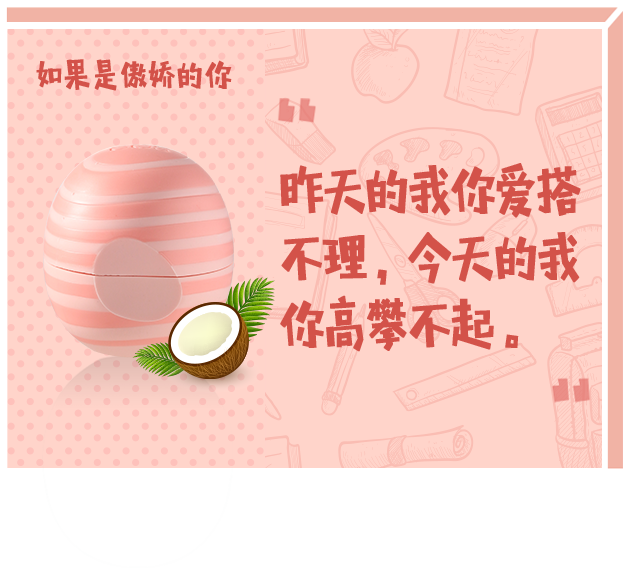 如果是傲娇的你
昨天的我你爱搭
不理，今天的我
你高攀不起。